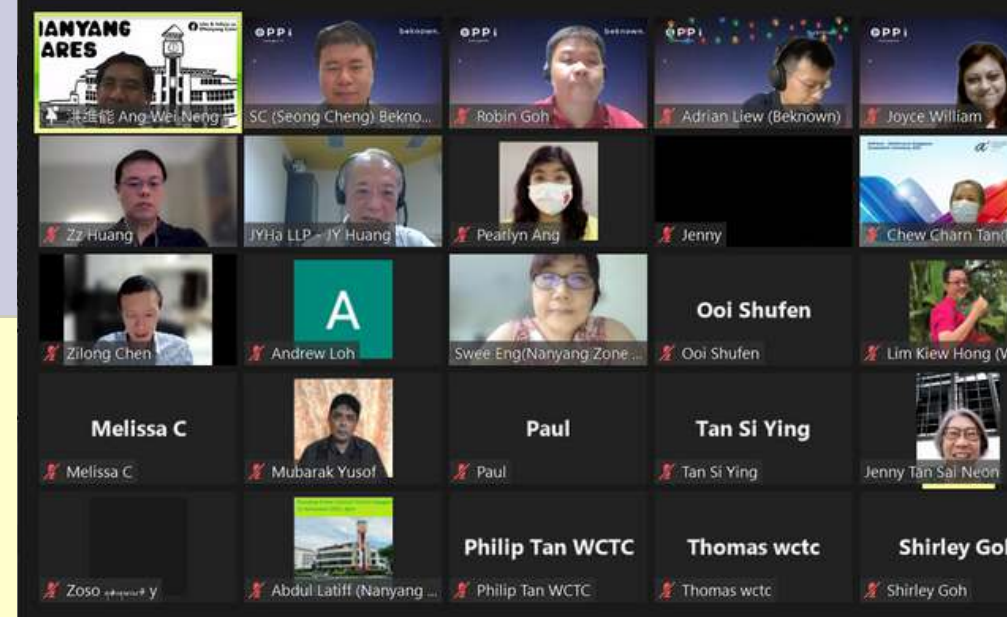 IANYANG
ARES
洪維能 Ang Wei Neng
OPPi
beknown.
SC (Seong Cheng) Bekno...
OPPi
beknown.
Robin Goh
OPPi
Adrian Liew (Beknown)
OPPi
Joyce William
Zz Huang
JYHa LLP - JY Huang
Pearlyn Ang
Jenny
Chew Charn Tan(
Zilong Chen
A
Andrew Loh
Swee Eng(Nanyang Zone ...
Ooi Shufen
Ooi Shufen
Lim Kiew Hong (W
Melissa C
Melissa C
Mubarak Yusof
Paul
Paul
Tan Si Ying
Tan Si Ying
Jenny Tan Sai Neon
Zoso
y
Abdul Latiff (Nanyang ...
Philip Tan WCTC
Philip Tan WCTC
Thomas wctc
Thomas wctc
Shirley Go
Shirley Goh